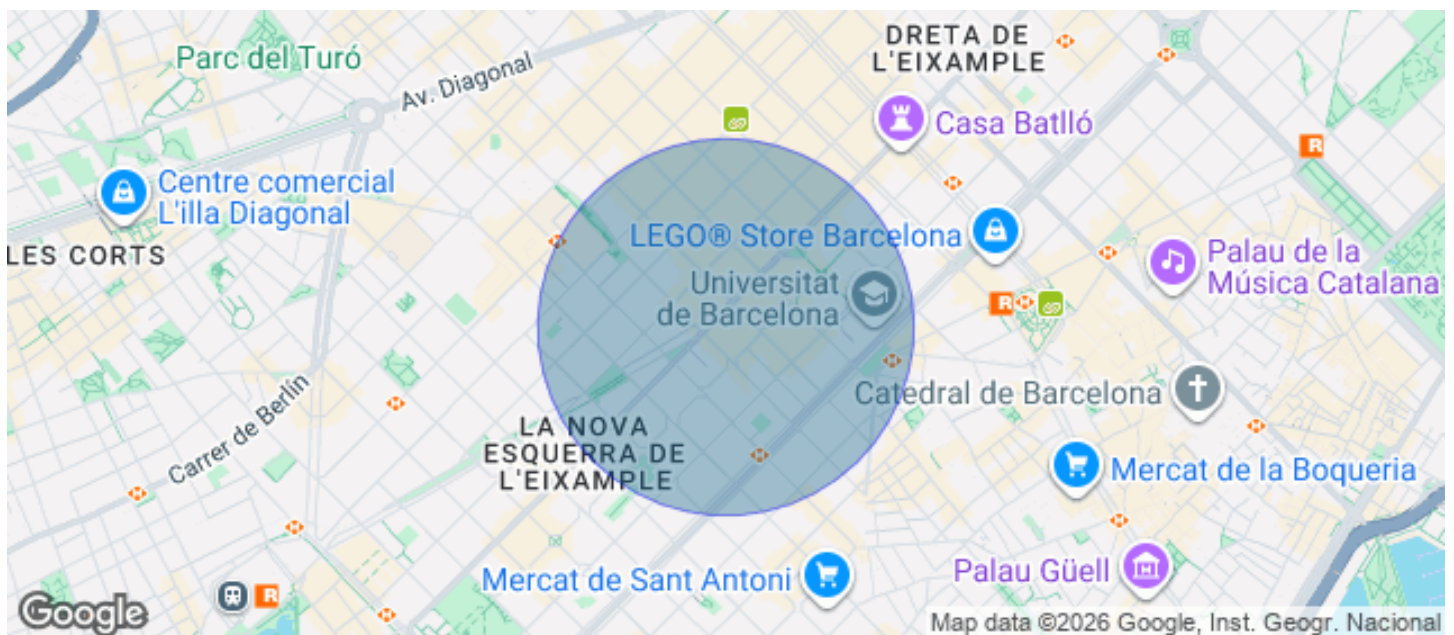 DRETA DE
L'EIXAMPLE
Parc del Turó
Av. Diagonal
Casa Batlló
Centre comercial
L'illa Diagonal
LEGO® Store Barcelona
LES CORTS
Palau de la
Música Catalana
Universitat
de Barcelona
R
R
Catedral de Barcelona
Carrer de Berlín
LA NOVA
ESQUERRA DE
L'EIXAMPLE
Mercat de la Boqueria
Mercat de Sant Antoni
Palau Güell
R
Google
Map data ©2026 Google, Inst. Geogr. Nacional